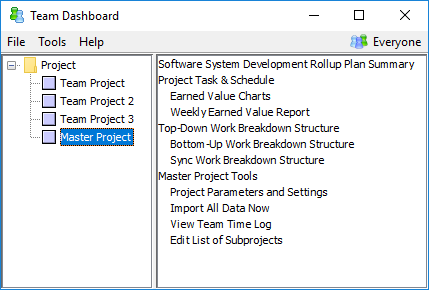 Team Dashboard
File Tools Help Everyone
Project
Team Project
Team Project 2
Team Project 3
Master Project
Software System Development Rollup Plan Summary
Project Task & Schedule
Earned Value Charts
Weekly Earned Value Report
Top-Down Work Breakdown Structure
Bottom-Up Work Breakdown Structure
Sync Work Breakdown Structure
Master Project Tools
Project Parameters and Settings
Import All Data Now
View Team Time Log
Edit List of Subprojects